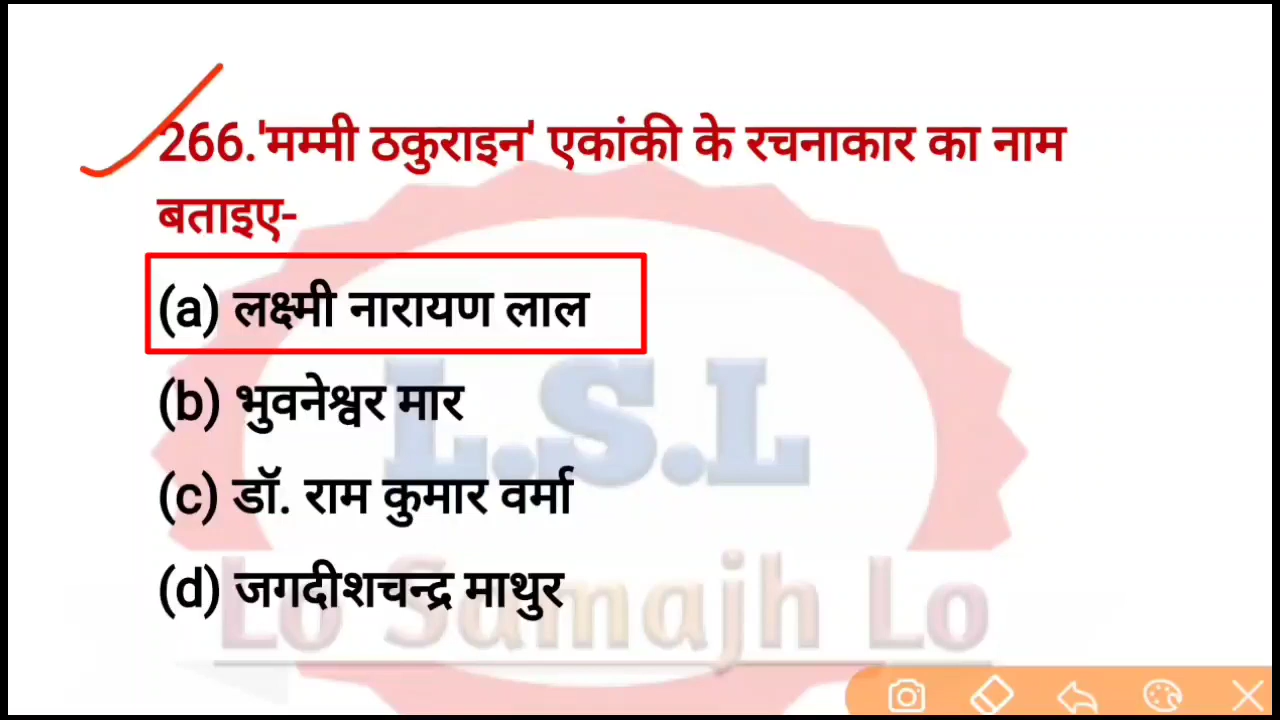 266.'मम्मी ठकुराइन' एकांकी के रचनाकार का नाम
बताइए-
(a) लक्ष्मी नारायण लाल
(b) भुवनेश्वर मार
(c) डॉ. राम कुमार वर्मा
(d) जगदीशचन्द्र माथुर
L.S.L
Lo Samajh Lo